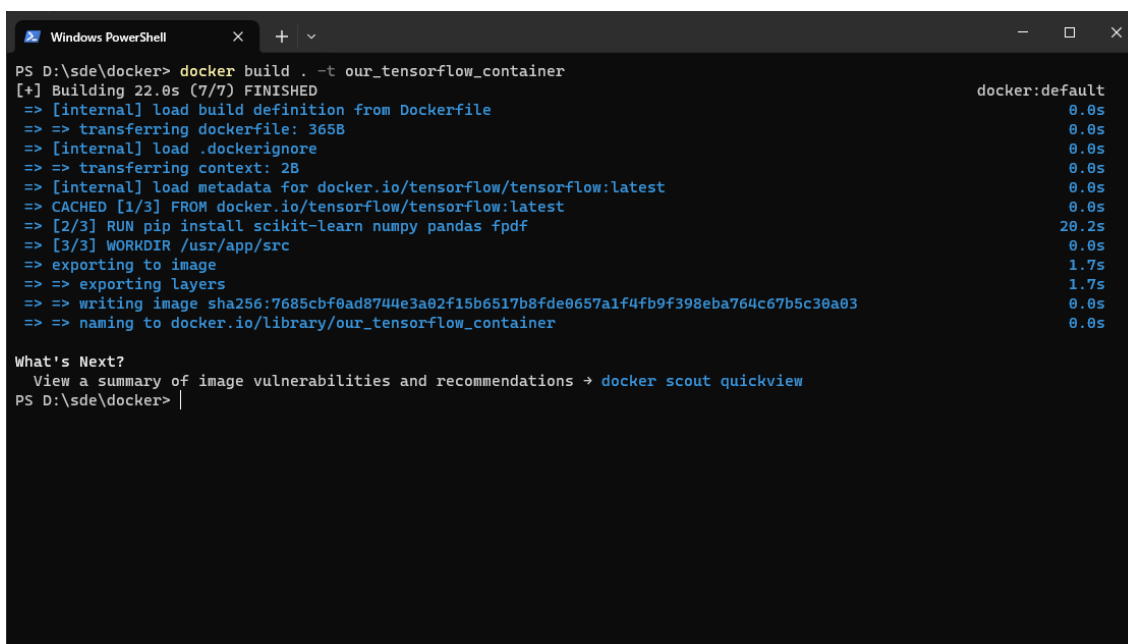 Windows PowerShell
PS D:\sde\docker> docker build . -t our_tensorflow_container
[+] Building 22.0s (7/7) FINISHED docker:default
=> [internal] load build definition from Dockerfile 0.0s
=> => transferring dockerfile: 365B 0.0s
=> [internal] load .dockerignore 0.0s
=> => transferring context: 2B 0.0s
=> [internal] load metadata for docker.io/tensorflow/tensorflow:latest 0.0s
=> CACHED [1/3] FROM docker.io/tensorflow/tensorflow:latest 0.0s
=> [2/3] RUN pip install scikit-learn numpy pandas fpdf 20.2s
=> [3/3] WORKDIR /usr/app/src 0.0s
=> exporting to image 1.7s
=> => exporting layers 1.7s
=> => writing image sha256:7685cbf0ad8744e3a02f15b6517b8fde0657a1f4fb9f398eba764c67b5c30a03 0.0s
=> => naming to docker.io/library/our_tensorflow_container 0.0s
What's Next?
View a summary of image vulnerabilities and recommendations → docker scout quickview
PS D:\sde\docker>